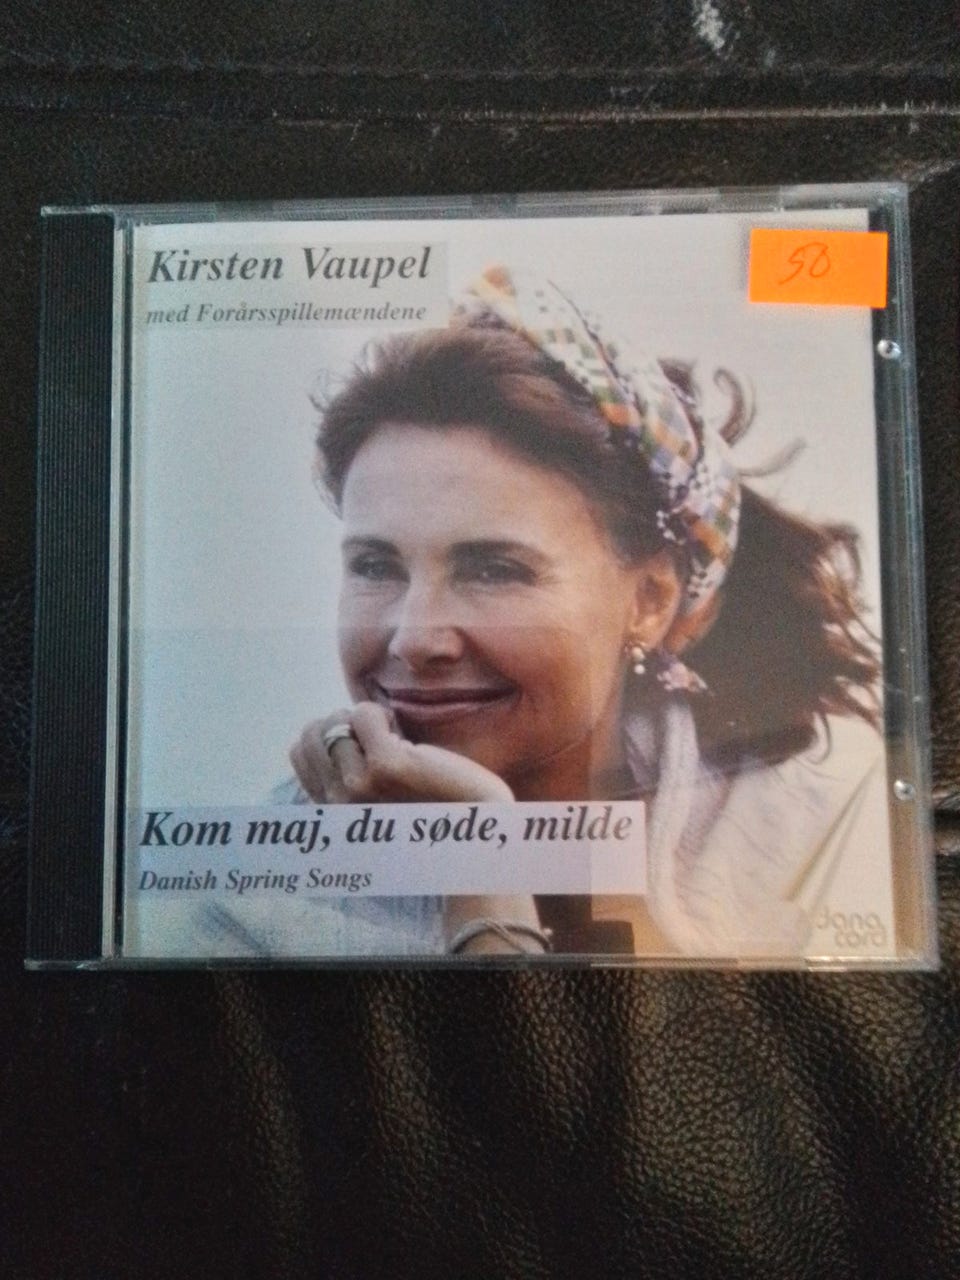 Kirsten Vaupel
50
med Forårsspillemændene
Kom maj, du søde, milde
Danish Spring Songs
dana
cord